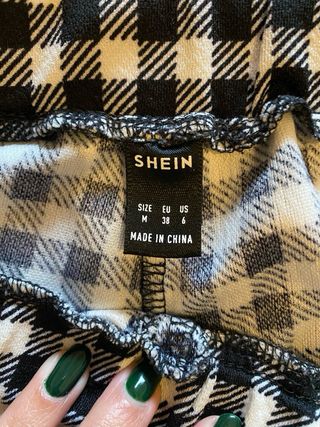 SHEIN
SIZE EU US
M 38 6
MADE IN CHINA